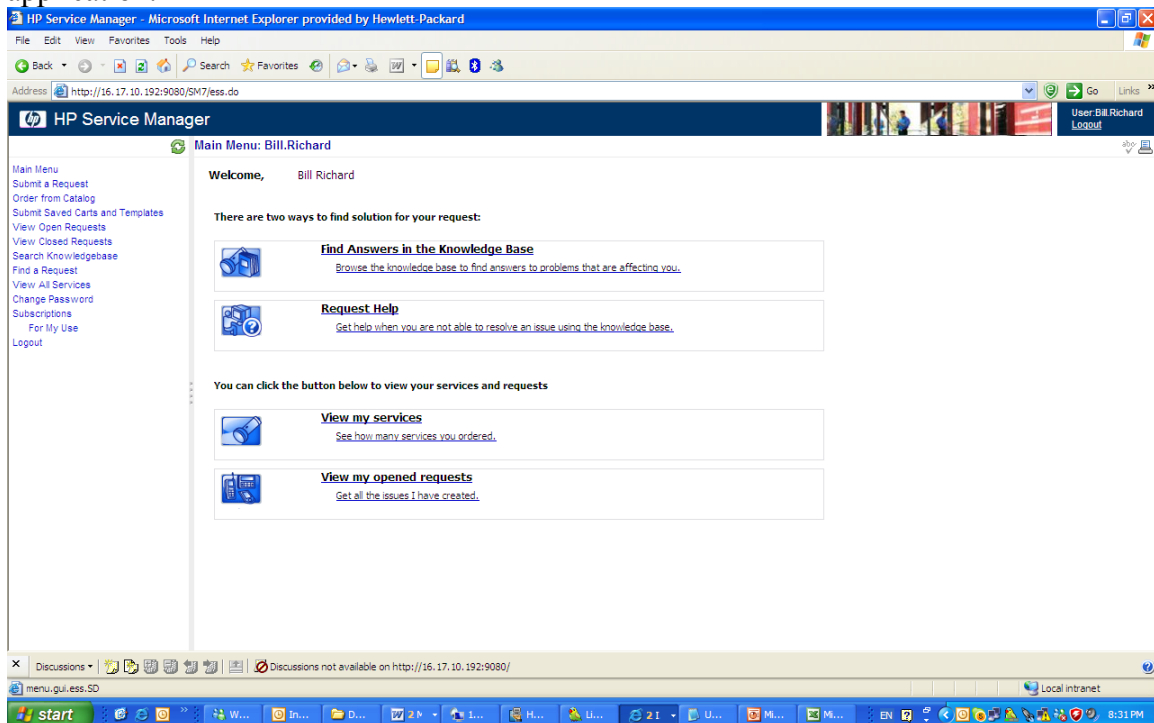 application.
HP Service Manager - Microsoft Internet Explorer provided by Hewlett-Packard
File Edit View Favorites Tools Help
Back Search Favorites
Address http://16.17.10.192:9080/SM7/ess.do Go Links »
hp HP Service Manager User:Bill.Richard
Logout
Main Menu: Bill.Richard
Main Menu
Submit a Request
Order from Catalog
Submit Saved Carts and Templates
View Open Requests
View Closed Requests
Search Knowledgebase
Find a Request
View All Services
Change Password
Subscriptions
For My Use
Logout
Welcome, Bill Richard
There are two ways to find solution for your request:
Find Answers in the Knowledge Base
Browse the knowledge base to find answers to problems that are affecting you.
Request Help
Get help when you are not able to resolve an issue using the knowledge base.
You can click the button below to view your services and requests
View my services
See how many services you ordered.
View my opened requests
Get all the issues I have created.
Discussions Discussions not available on http://16.17.10.192:9080/
menu.gui.ess.SD Local intranet
start W... In... D... 2 M 1... H... Li... 2 I U... Mi... Mi... EN 8:31 PM